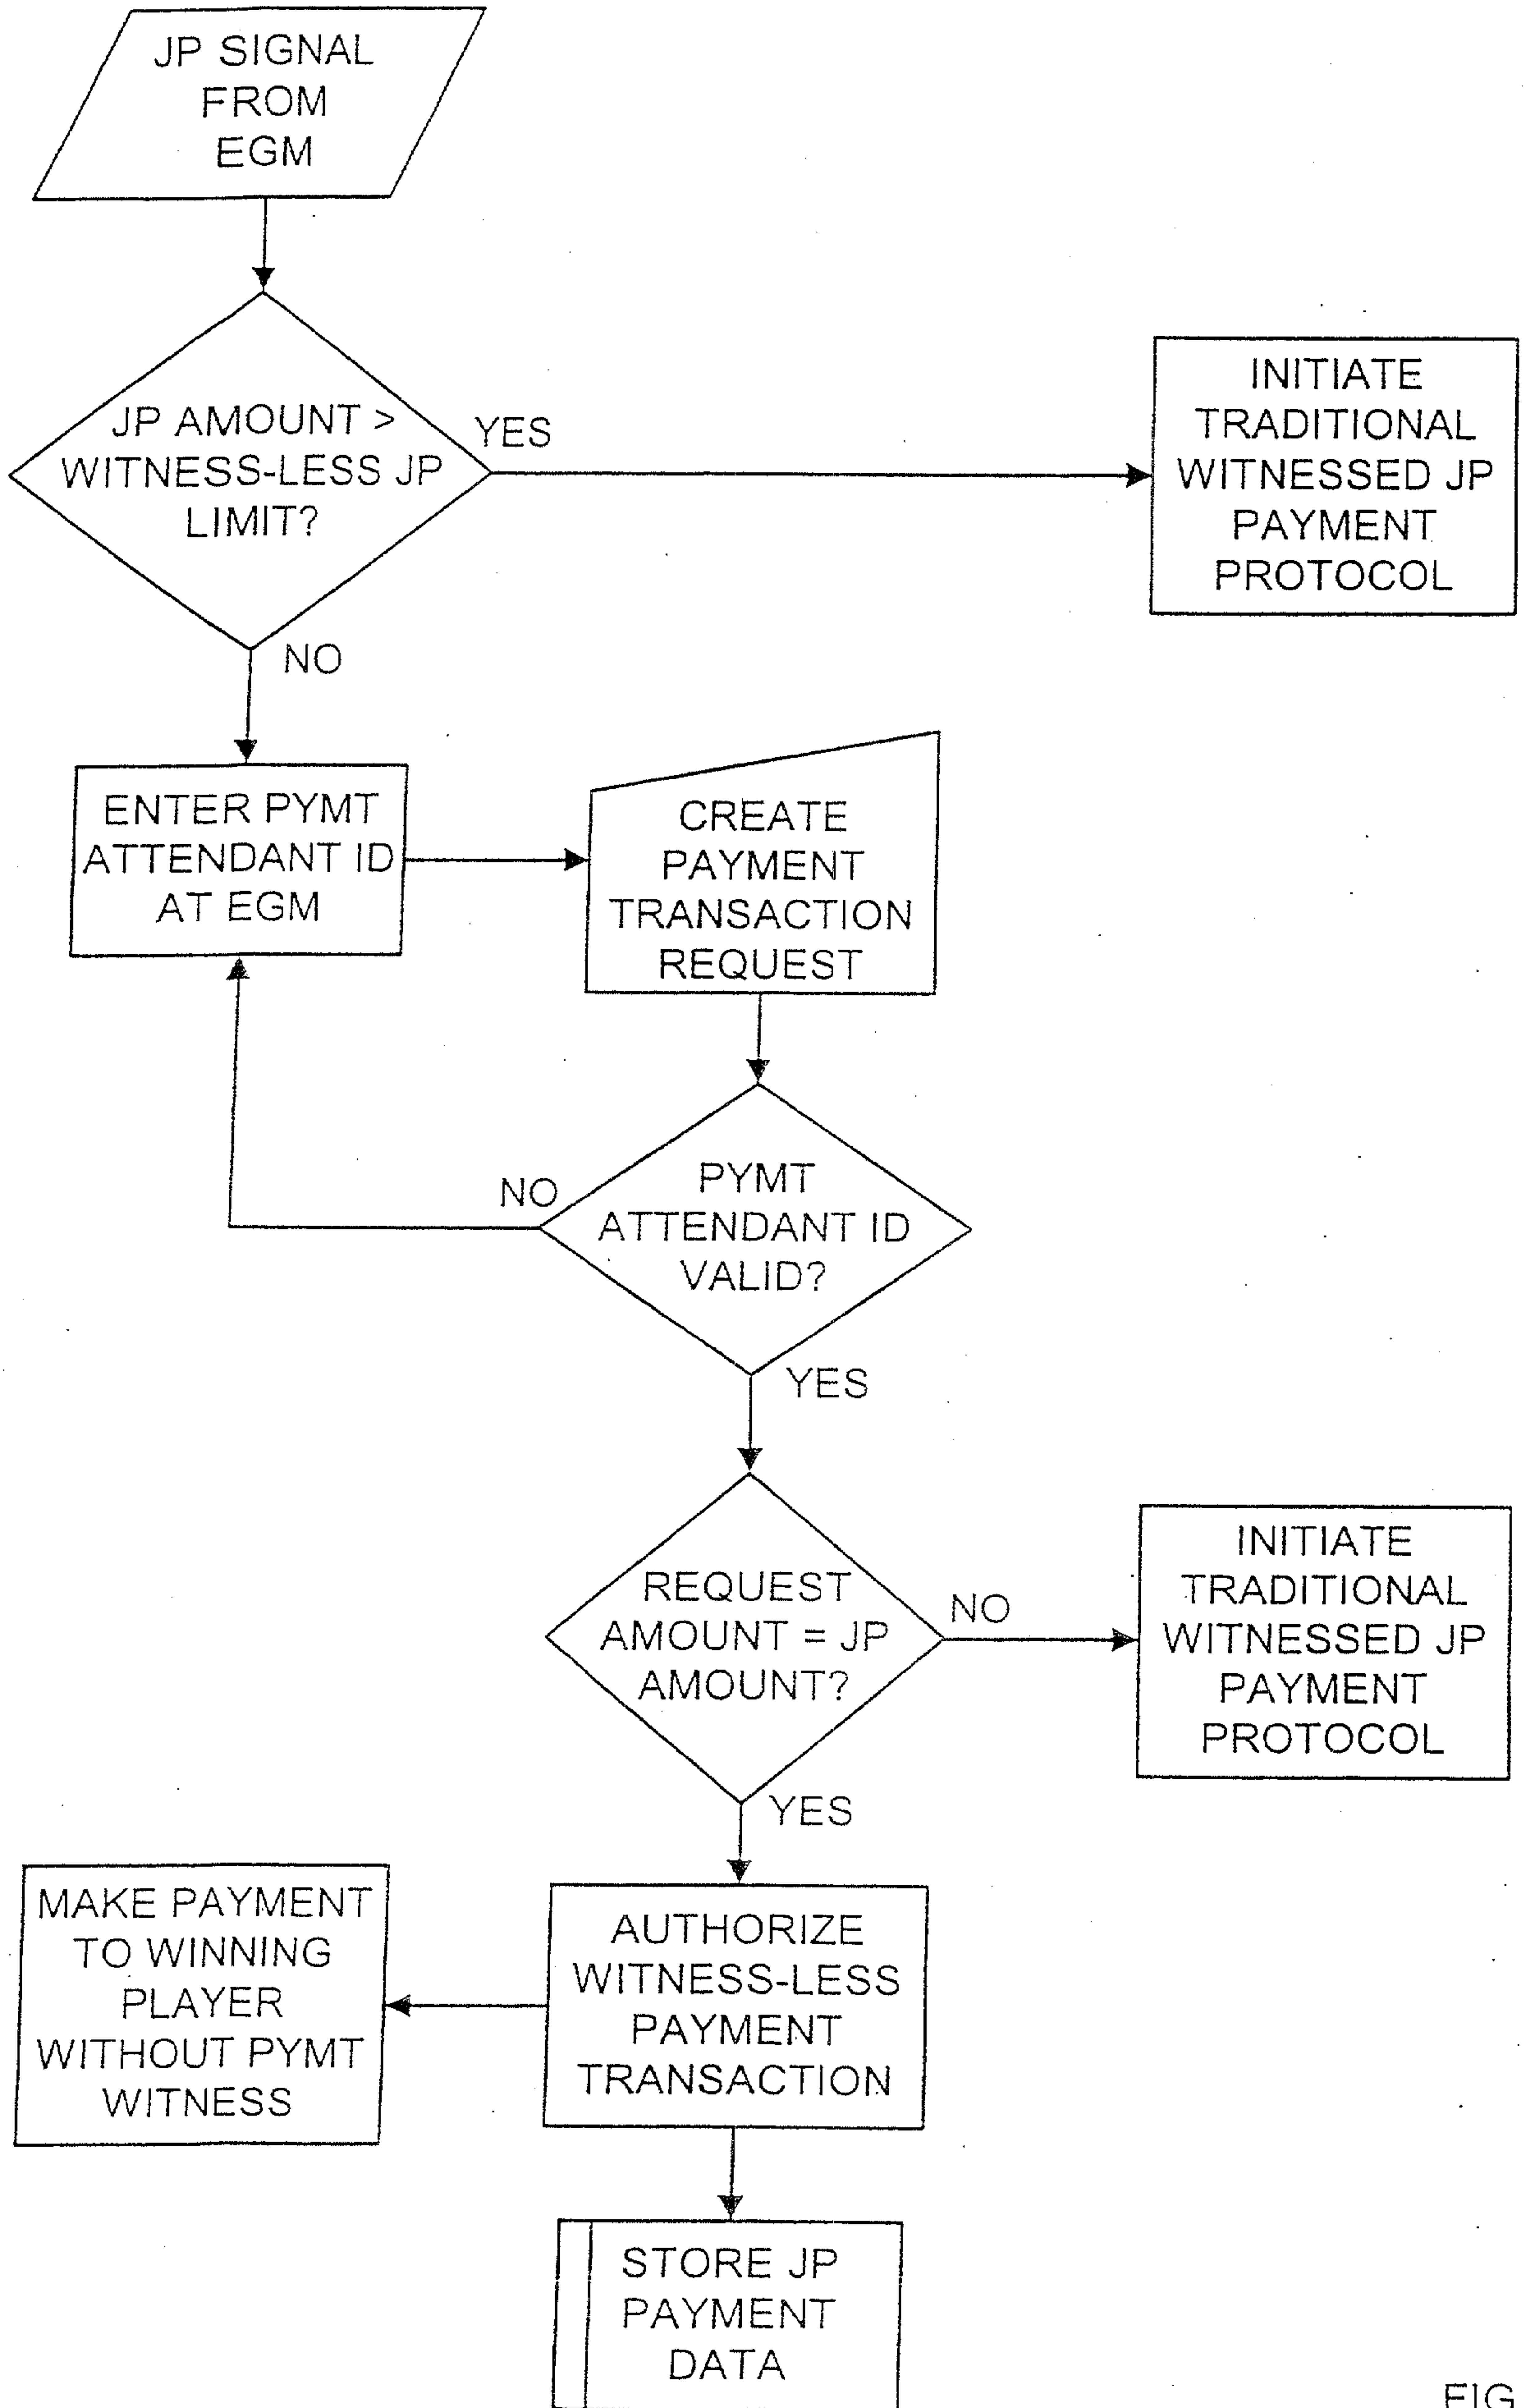 JP SIGNAL
FROM
EGM
JP AMOUNT >
WITNESS-LESS JP
LIMIT?
YES
INITIATE
TRADITIONAL
WITNESSED JP
PAYMENT
PROTOCOL
NO
ENTER PYMT
ATTENDANT ID
AT EGM
CREATE
PAYMENT
TRANSACTION
REQUEST
PYMT
ATTENDANT ID
VALID?
NO
YES
REQUEST
AMOUNT = JP
AMOUNT?
NO
INITIATE
TRADITIONAL
WITNESSED JP
PAYMENT
PROTOCOL
YES
MAKE PAYMENT
TO WINNING
PLAYER
WITHOUT PYMT
WITNESS
AUTHORIZE
WITNESS-LESS
PAYMENT
TRANSACTION
STORE JP
PAYMENT
DATA
FIG